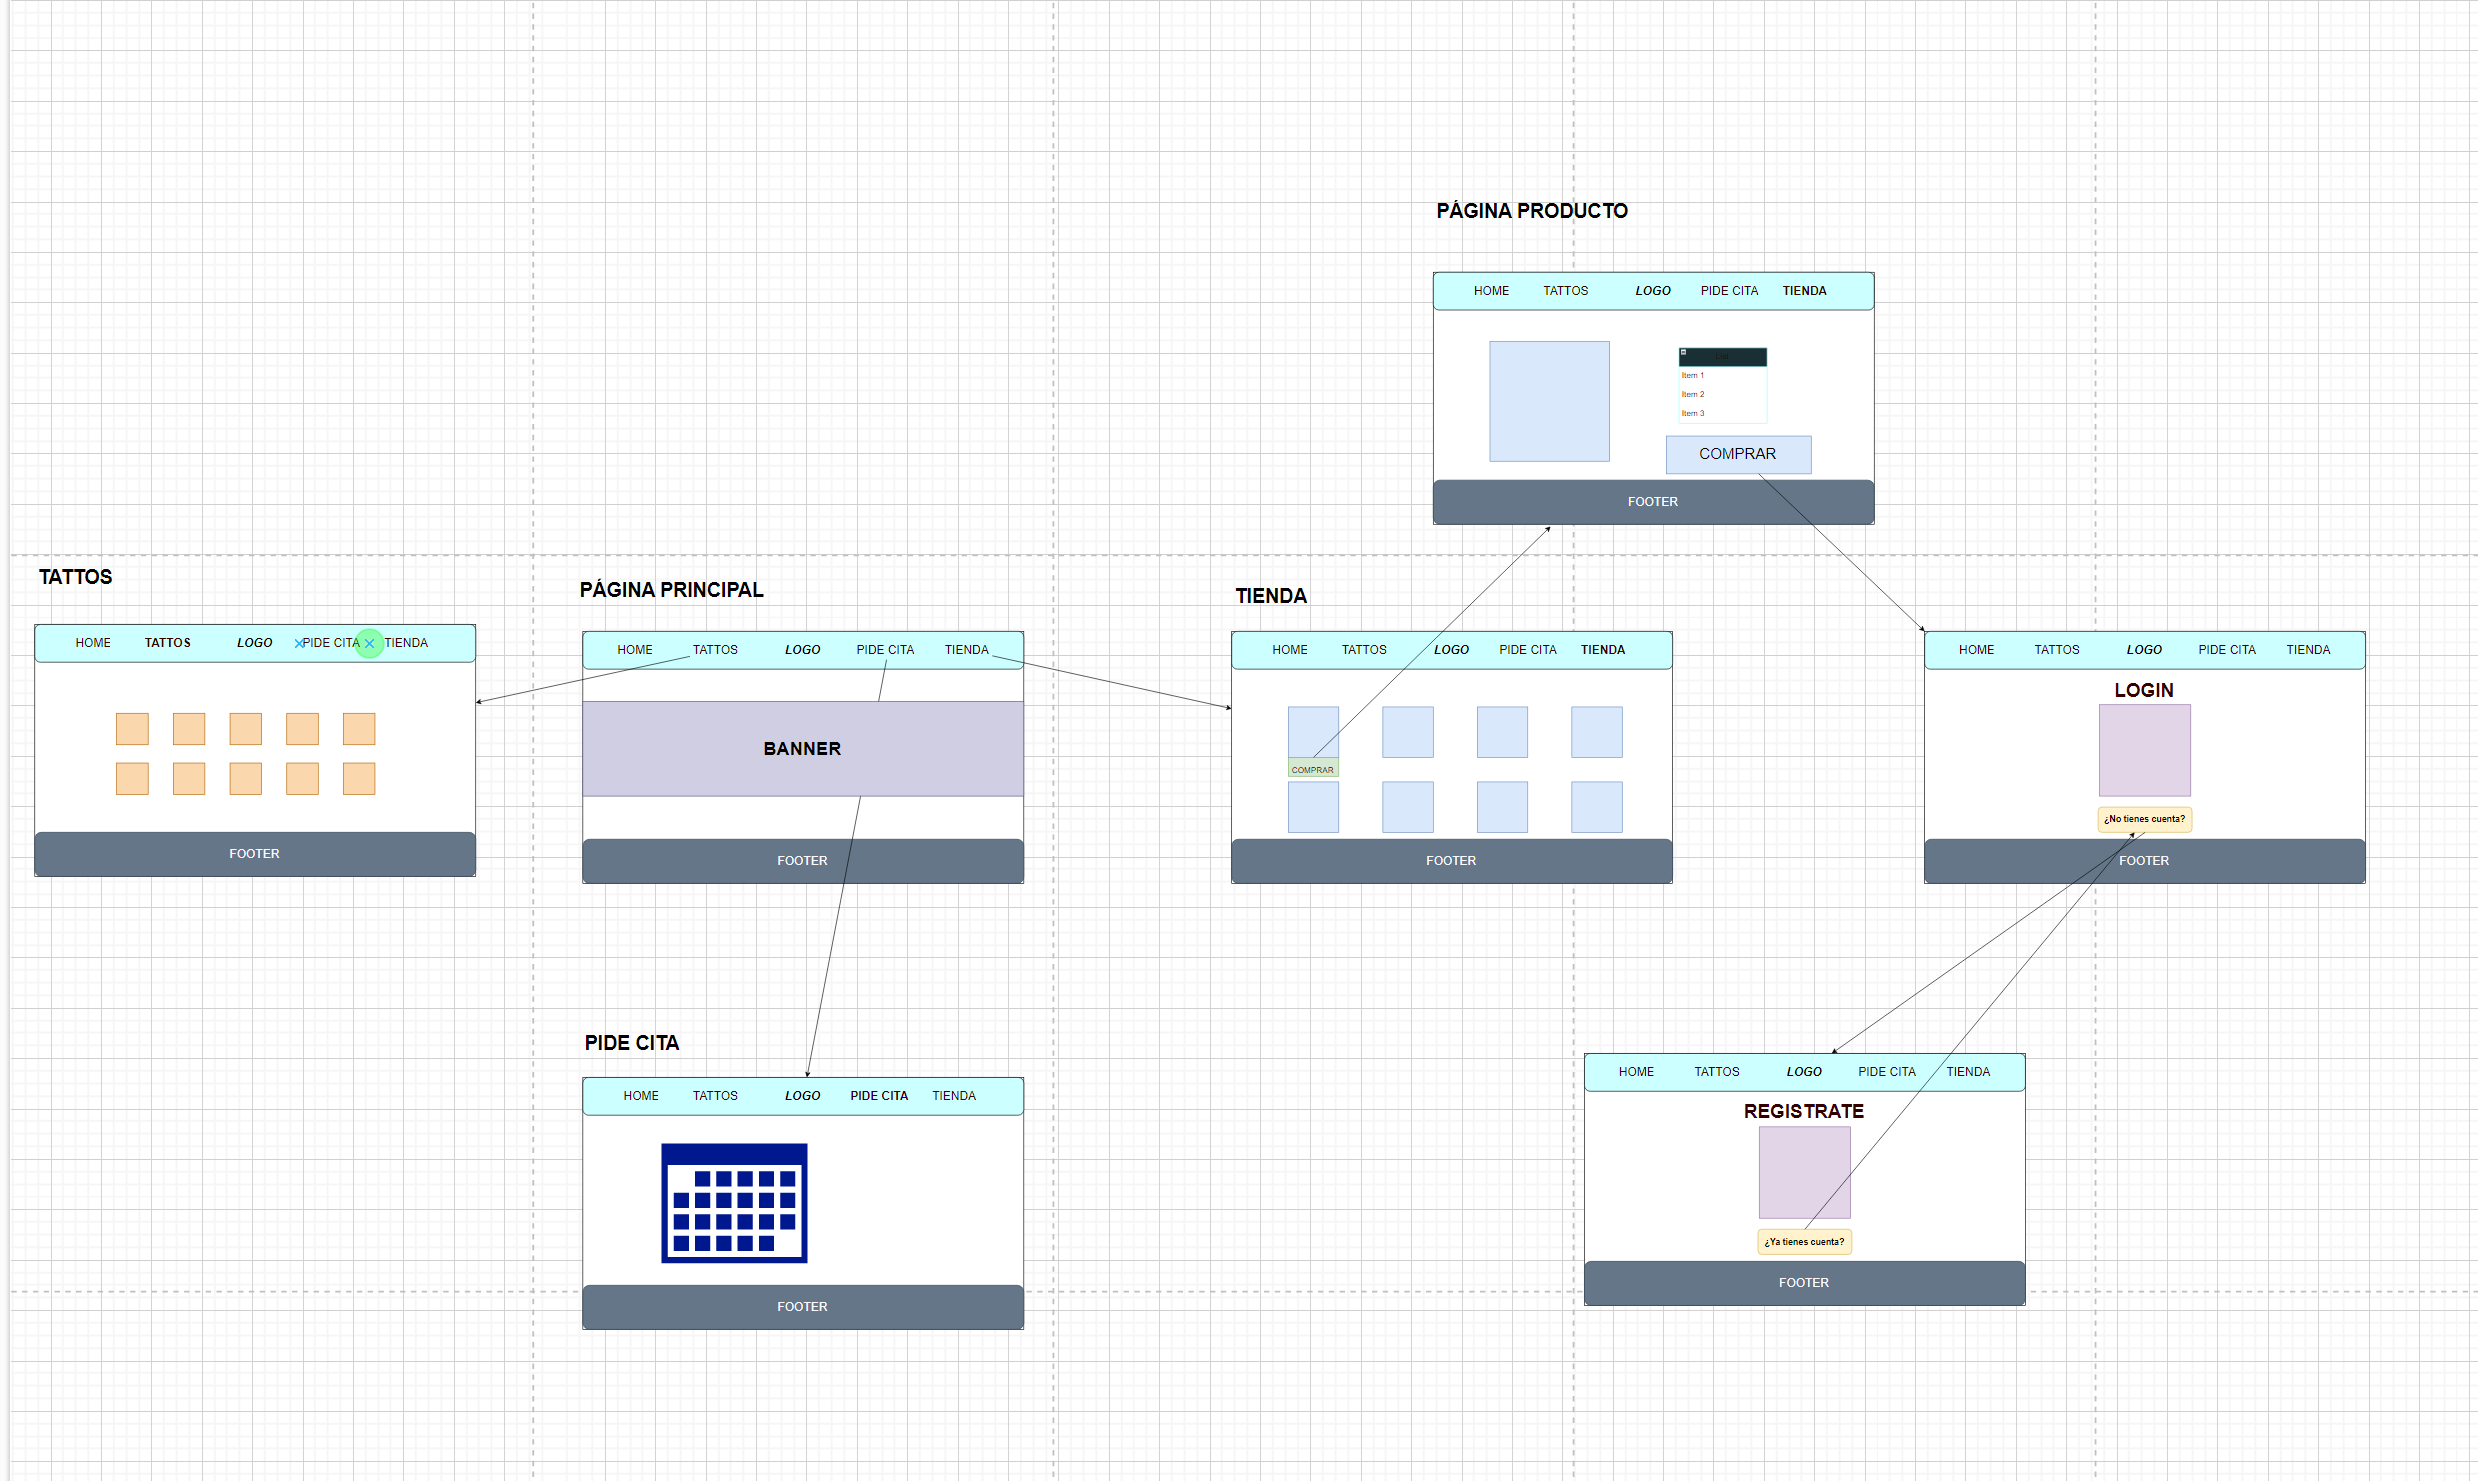 PÁGINA PRODUCTO
HOME TATTOS LOGO PIDE CITA TIENDA
List
Item 1
Item 2
Item 3
COMPRAR
FOOTER
TATTOS
HOME TATTOS LOGO PIDE CITA TIENDA
FOOTER
PÁGINA PRINCIPAL
HOME TATTOS LOGO PIDE CITA TIENDA
BANNER
FOOTER
TIENDA
HOME TATTOS LOGO PIDE CITA TIENDA
COMPRAR
FOOTER
HOME TATTOS LOGO PIDE CITA TIENDA
LOGIN
¿No tienes cuenta?
FOOTER
PIDE CITA
HOME TATTOS LOGO PIDE CITA TIENDA
FOOTER
HOME TATTOS LOGO PIDE CITA TIENDA
REGISTRATE
¿Ya tienes cuenta?
FOOTER